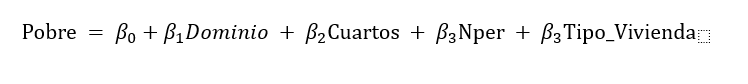 Pobre = β₀ + β₁Dominio + β₂Cuartos + β₃Nper + β₃Tipo_Vivienda